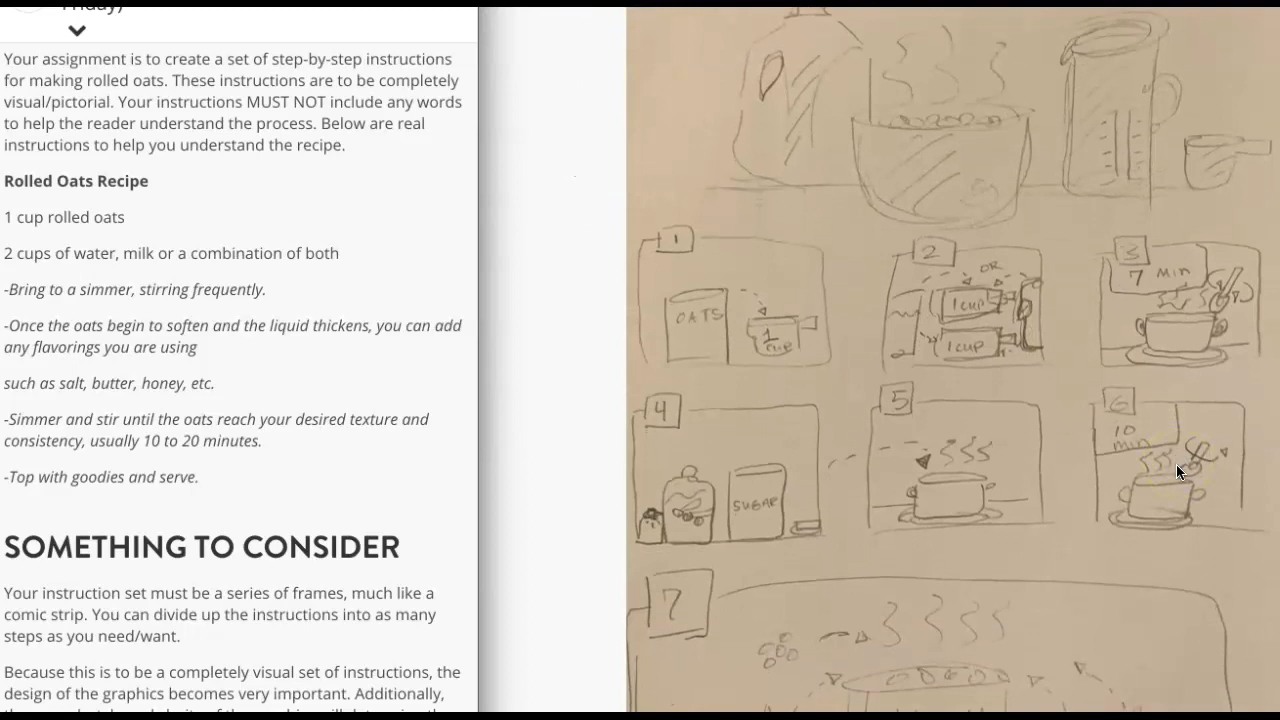 Friday,
Your assignment is to create a set of step-by-step instructions
for making rolled oats. These instructions are to be completely
visual/pictorial. Your instructions MUST NOT include any words
to help the reader understand the process. Below are real
instructions to help you understand the recipe.
Rolled Oats Recipe
1 cup rolled oats
2 cups of water, milk or a combination of both
-Bring to a simmer, stirring frequently.
-Once the oats begin to soften and the liquid thickens, you can add
any flavorings you are using
such as salt, butter, honey, etc.
-Simmer and stir until the oats reach your desired texture and
consistency, usually 10 to 20 minutes.
-Top with goodies and serve.
SOMETHING TO CONSIDER
Your instruction set must be a series of frames, much like a
comic strip. You can divide up the instructions into as many
steps as you need/want.
Because this is to be a completely visual set of instructions, the
design of the graphics becomes very important. Additionally,
1
OATS
1
cup
2
OR
1 cup
1 cup
3
7 MIN
4
SUGAR
5
6
10
min
7